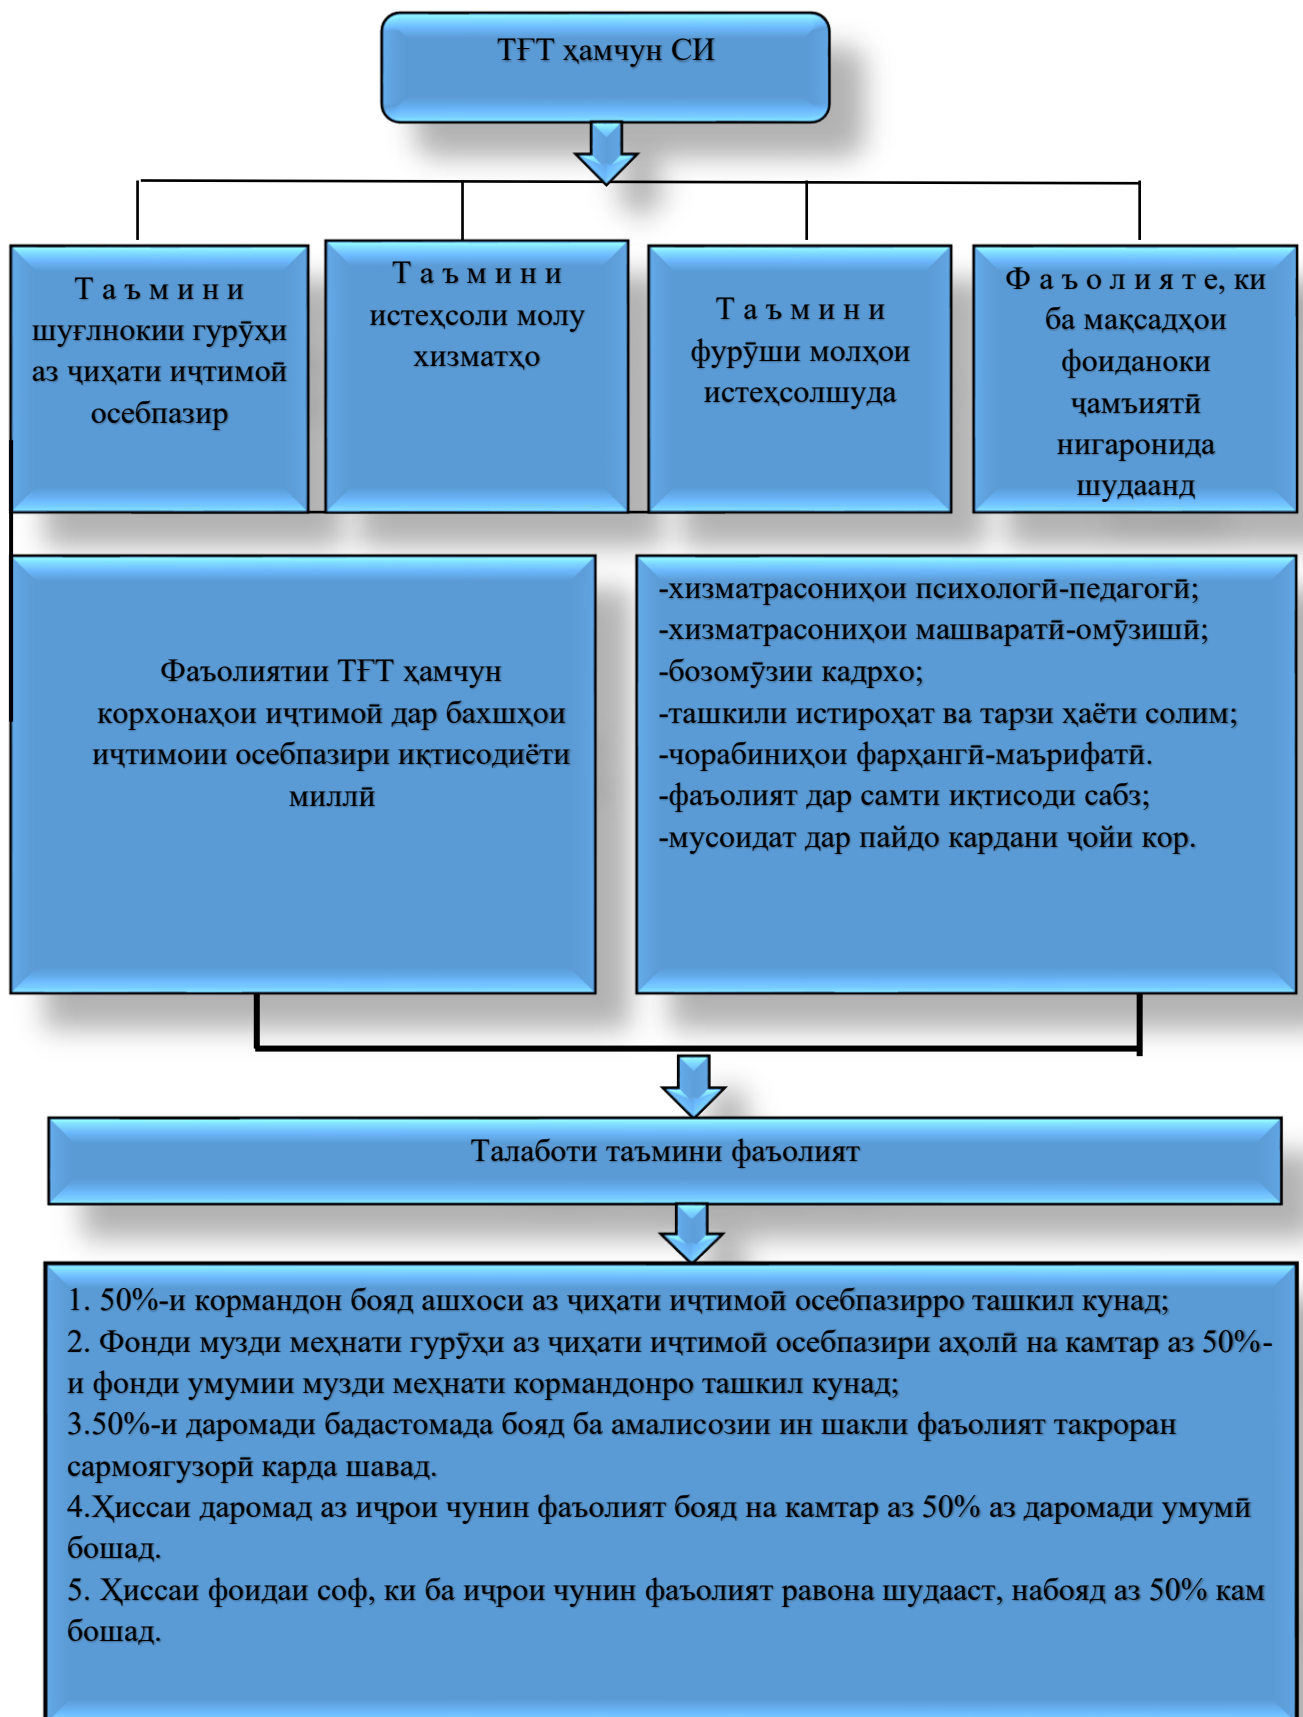 ТҒТ ҳамчун СИ
Т а ъ м и н и
шуғлнокии гурӯҳи
аз ҷиҳати иҷтимоӣ
осебпазир
Т а ъ м и н и
истеҳсоли молу
хизматҳо
Т а ъ м и н и
фурӯши молҳои
истеҳсолшуда
Ф а ъ о л и я т е, ки
ба мақсадҳои
фоиданоки
ҷамъиятӣ
нигаронида
шудаанд
Фаъолиятии ТҒТ ҳамчун
корхонаҳои иҷтимоӣ дар бахшҳои
иҷтимоии осебпазири иқтисодиёти
миллӣ
-хизматрасониҳои психологӣ-педагогӣ;
-хизматрасониҳои машваратӣ-омӯзишӣ;
-бозомӯзии кадрхо;
-ташкили истироҳат ва тарзи ҳаёти солим;
-чорабиниҳои фарҳангӣ-маърифатӣ.
-фаъолият дар самти иқтисоди сабз;
-мусоидат дар пайдо кардани ҷойи кор.
Талаботи таъмини фаъолият
1. 50%-и кормандон бояд ашхоси аз ҷиҳати иҷтимоӣ осебпазирро ташкил кунад;
2. Фонди музди меҳнати гурӯҳи аз ҷиҳати иҷтимоӣ осебпазири аҳолӣ на камтар аз 50%-
и фонди умумии музди меҳнати кормандонро ташкил кунад;
3.50%-и даромади бадастомада бояд ба амалисозии ин шакли фаъолият такроран
сармоягузорӣ карда шавад.
4.Ҳиссаи даромад аз иҷрои чунин фаъолият бояд на камтар аз 50% аз даромади умумӣ
бошад.
5. Ҳиссаи фоидаи соф, ки ба иҷрои чунин фаъолият равона шудааст, набояд аз 50% кам
бошад.